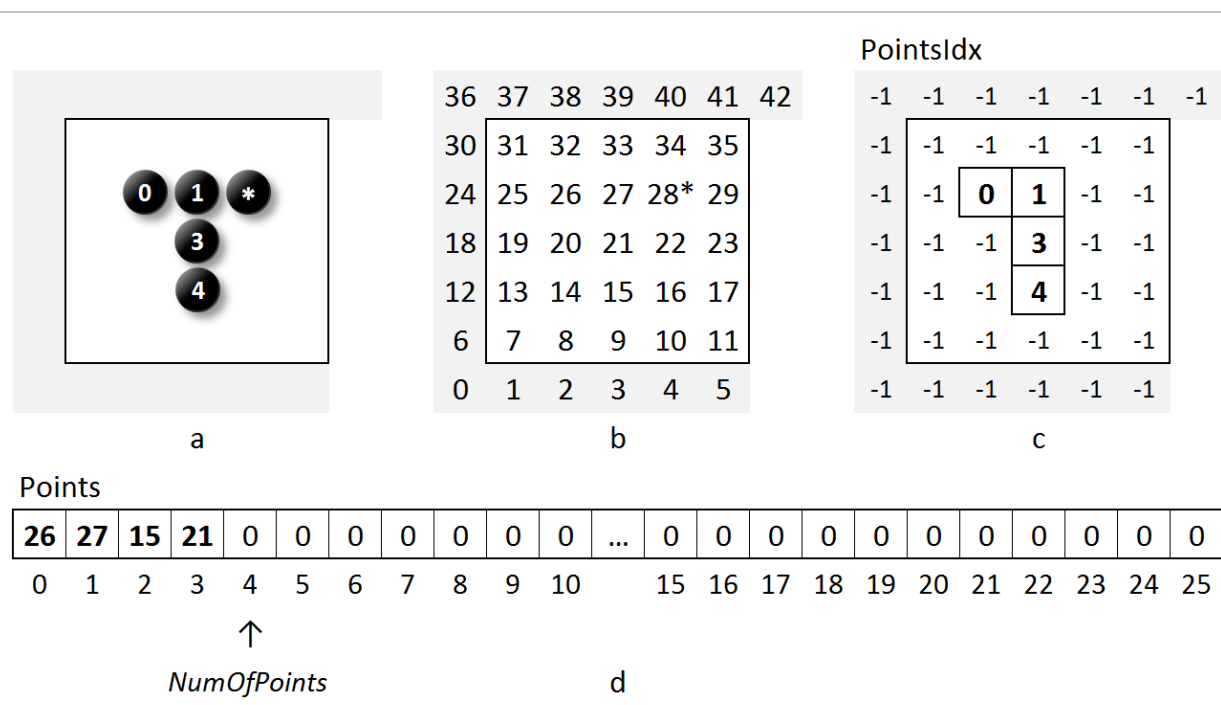 PointsIdx
36 37 38 39 40 41 42
-1 -1 -1 -1 -1 -1 -1
30 31 32 33 34 35
-1 -1 -1 -1 -1 -1
0 1 *
24 25 26 27 28* 29
-1 -1 0 1 -1 -1
3
18 19 20 21 22 23
-1 -1 -1 3 -1 -1
4
12 13 14 15 16 17
-1 -1 -1 4 -1 -1
6 7 8 9 10 11
-1 -1 -1 -1 -1 -1
0 1 2 3 4 5
-1 -1 -1 -1 -1 -1
a b c
Points
26 27 15 21 0 0 0 0 0 0 0 ... 0 0 0 0 0 0 0 0 0 0 0
0 1 2 3 4 5 6 7 8 9 10 15 16 17 18 19 20 21 22 23 24 25
↑
NumOfPoints
d